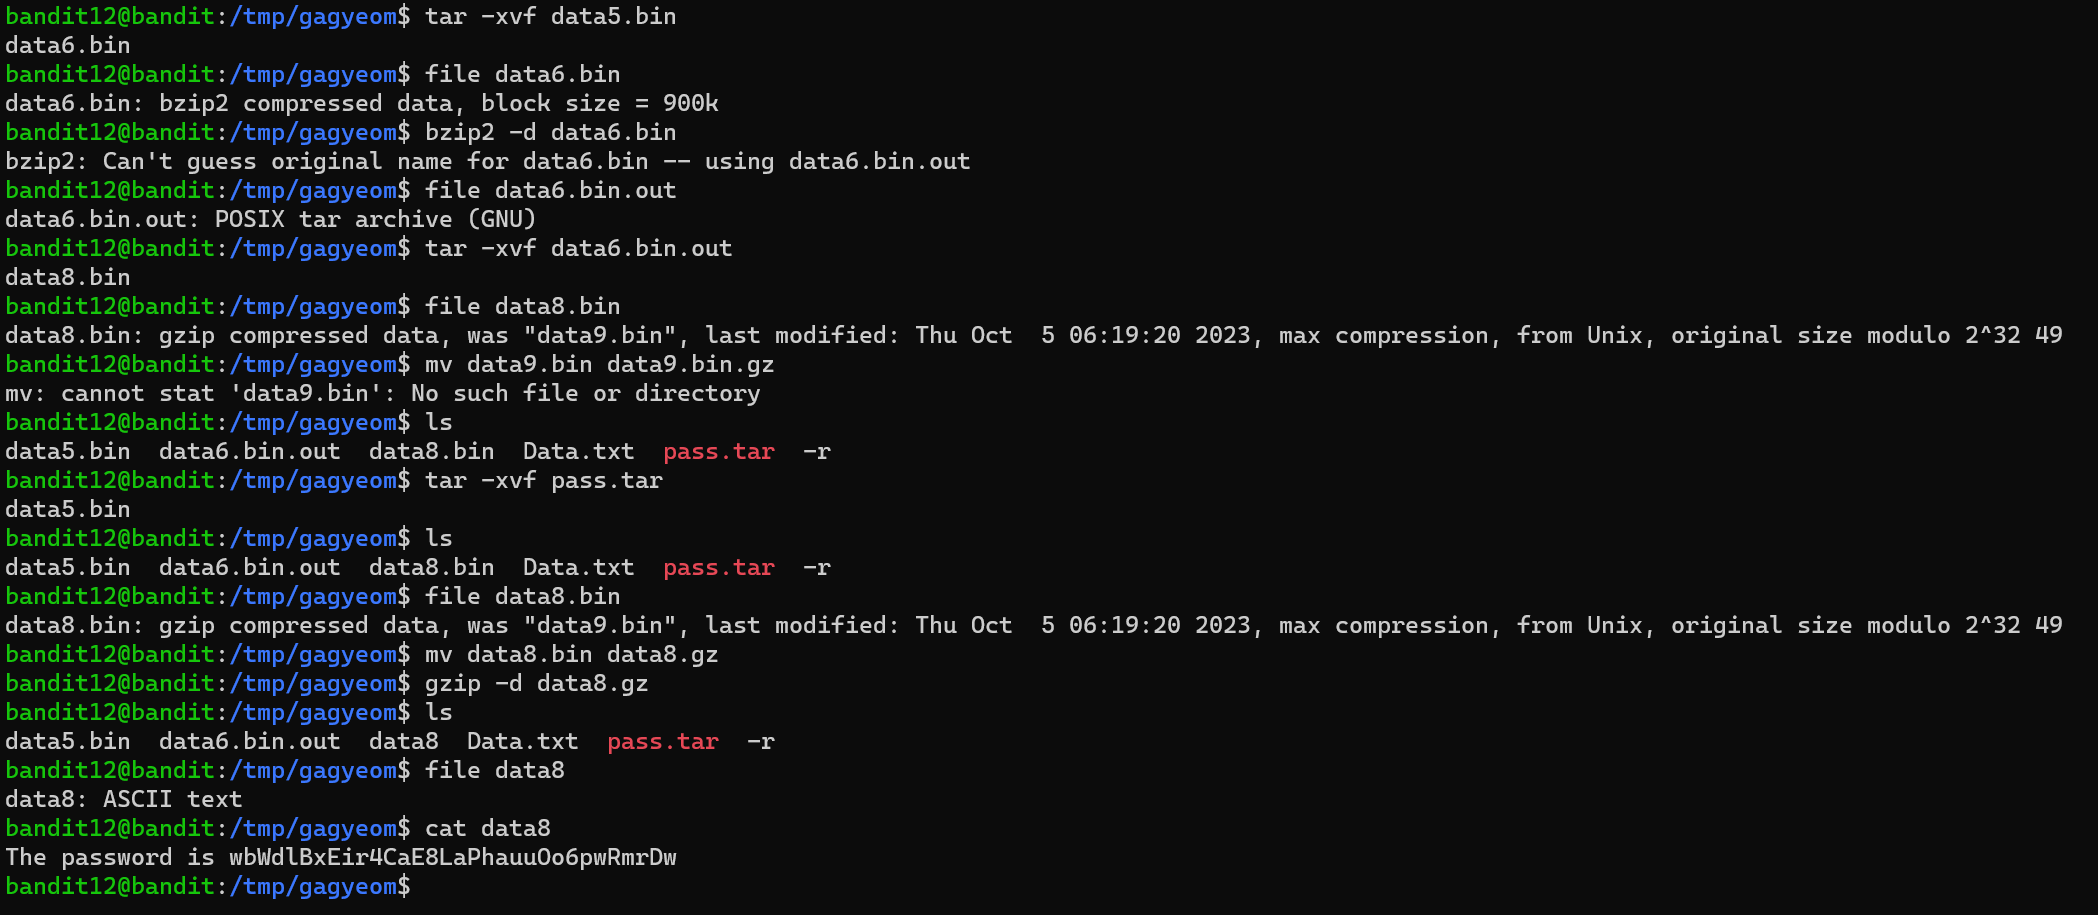 bandit12@bandit:/tmp/gagyeom$ tar -xvf data5.bin
data6.bin
bandit12@bandit:/tmp/gagyeom$ file data6.bin
data6.bin: bzip2 compressed data, block size = 900k
bandit12@bandit:/tmp/gagyeom$ bzip2 -d data6.bin
bzip2: Can't guess original name for data6.bin -- using data6.bin.out
bandit12@bandit:/tmp/gagyeom$ file data6.bin.out
data6.bin.out: POSIX tar archive (GNU)
bandit12@bandit:/tmp/gagyeom$ tar -xvf data6.bin.out
data8.bin
bandit12@bandit:/tmp/gagyeom$ file data8.bin
data8.bin: gzip compressed data, was "data9.bin", last modified: Thu Oct  5 06:19:20 2023, max compression, from Unix, original size modulo 2^32 49
bandit12@bandit:/tmp/gagyeom$ mv data9.bin data9.bin.gz
mv: cannot stat 'data9.bin': No such file or directory
bandit12@bandit:/tmp/gagyeom$ ls
data5.bin  data6.bin.out  data8.bin  Data.txt  pass.tar  -r
bandit12@bandit:/tmp/gagyeom$ tar -xvf pass.tar
data5.bin
bandit12@bandit:/tmp/gagyeom$ ls
data5.bin  data6.bin.out  data8.bin  Data.txt  pass.tar  -r
bandit12@bandit:/tmp/gagyeom$ file data8.bin
data8.bin: gzip compressed data, was "data9.bin", last modified: Thu Oct  5 06:19:20 2023, max compression, from Unix, original size modulo 2^32 49
bandit12@bandit:/tmp/gagyeom$ mv data8.bin data8.gz
bandit12@bandit:/tmp/gagyeom$ gzip -d data8.gz
bandit12@bandit:/tmp/gagyeom$ ls
data5.bin  data6.bin.out  data8  Data.txt  pass.tar  -r
bandit12@bandit:/tmp/gagyeom$ file data8
data8: ASCII text
bandit12@bandit:/tmp/gagyeom$ cat data8
The password is wbWdlBxEir4CaE8LaPhauuOo6pwRmrDw
bandit12@bandit:/tmp/gagyeom$